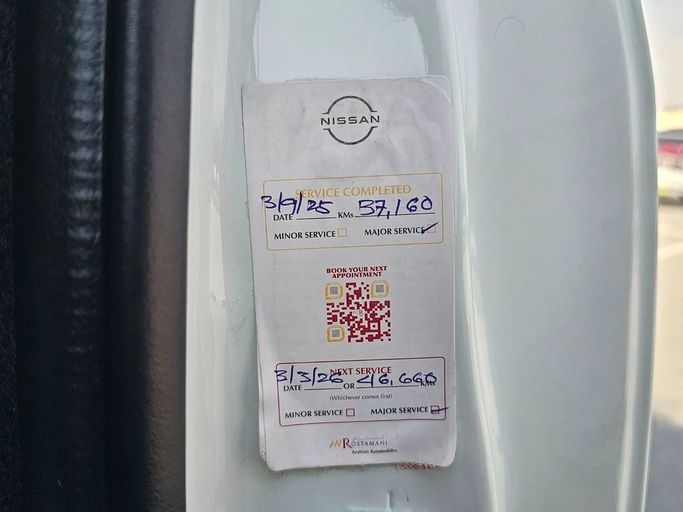 NISSAN
SERVICE COMPLETED
DATE 3/9/25 KMs 37,160
MINOR SERVICE MAJOR SERVICE ✓
BOOK YOUR NEXT
APPOINTMENT
NEXT SERVICE
DATE 3/3/26 OR 46,660 KMs
(Whichever comes first)
MINOR SERVICE MAJOR SERVICE ✓
ROSTAMANI
Arabian Automobiles